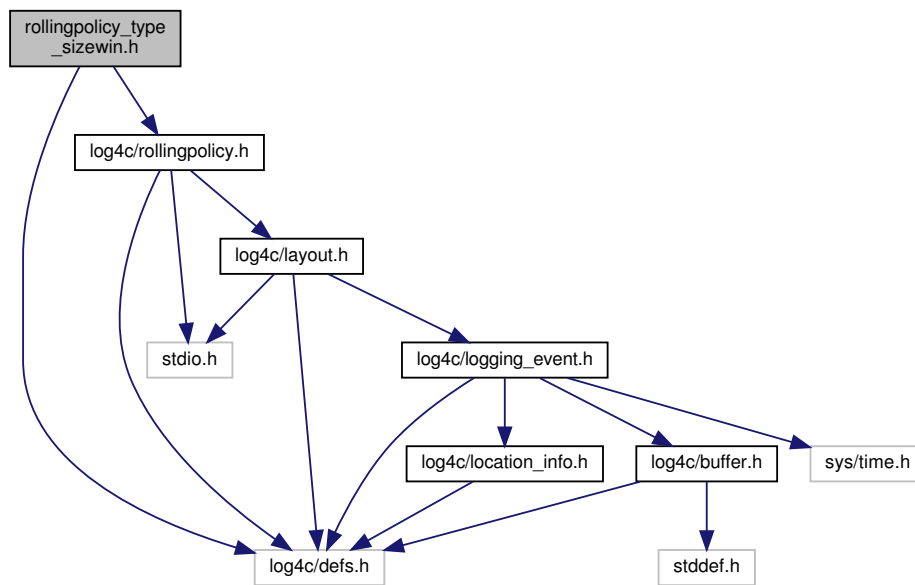 rollingpolicy_type
_sizewin.h
log4c/rollingpolicy.h
log4c/layout.h
stdio.h
log4c/logging_event.h
log4c/location_info.h
log4c/buffer.h
sys/time.h
log4c/defs.h
stddef.h